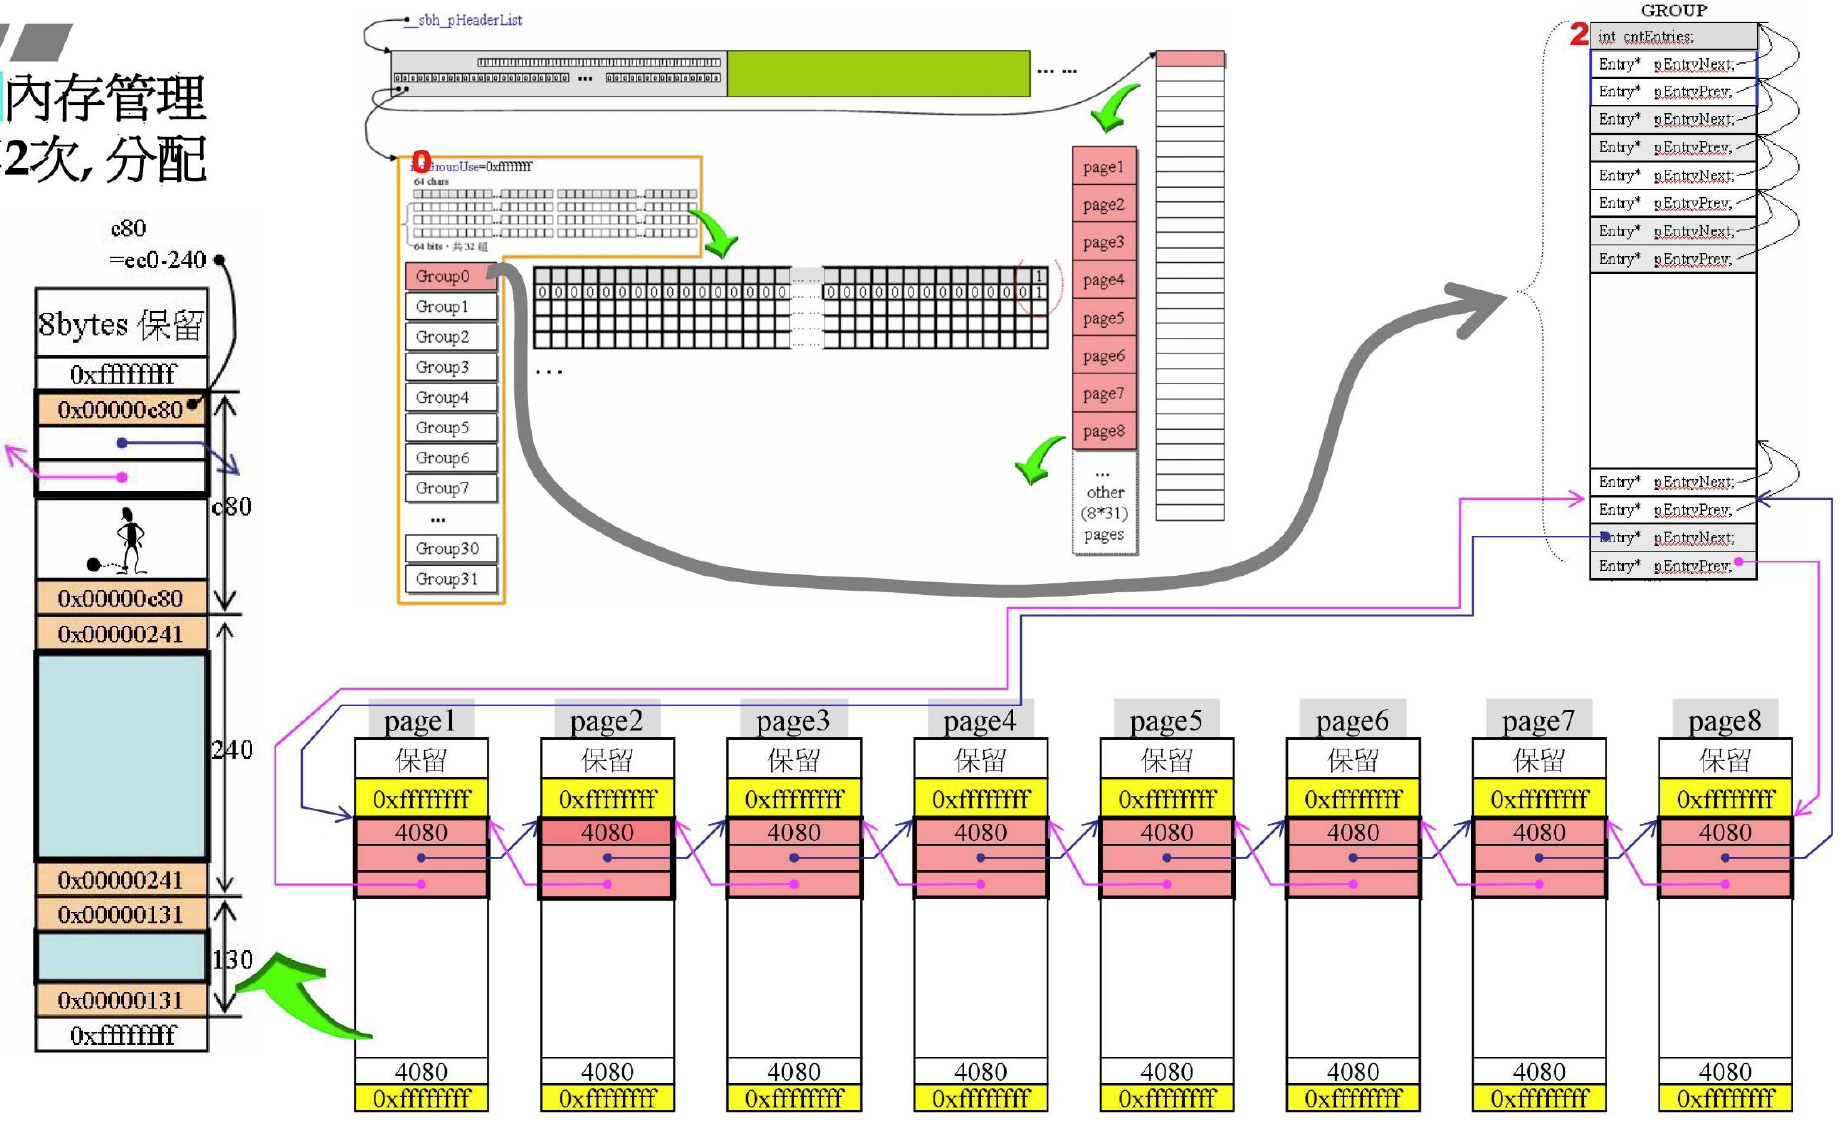 內存管理
2次, 分配
c80
=ec0-240
8bytes 保留
0xffffffff
0x00000c80
c80
0x00000c80
0x00000241
240
0x00000241
0x00000131
130
0x00000131
0xffffffff
__sbh_pHeaderList
0
GroupUse=0xffffffff
64 chars
64 bits，共 32 組
Group0
Group1
Group2
Group3
Group4
Group5
Group6
Group7
...
Group30
Group31
1
0 0 0 0 0 0 0 0 0 0 0 0 0 0 0 0 ...... 0 0 0 0 0 0 0 0 0 0 0 0 0 0 1
...
page1
page2
page3
page4
page5
page6
page7
page8
...
other
(8*31)
pages
... ...
GROUP
2
int cntEntries;
Entry* pEntryNext;
Entry* pEntryPrev;
Entry* pEntryNext;
Entry* pEntryPrev;
Entry* pEntryNext;
Entry* pEntryPrev;
Entry* pEntryNext;
Entry* pEntryPrev;
Entry* pEntryNext;
Entry* pEntryPrev;
Entry* pEntryNext;
Entry* pEntryPrev;
page1 page2 page3 page4 page5 page6 page7 page8
保留 保留 保留 保留 保留 保留 保留 保留
0xffffffff 0xffffffff 0xffffffff 0xffffffff 0xffffffff 0xffffffff 0xffffffff 0xffffffff
4080 4080 4080 4080 4080 4080 4080 4080
4080 4080 4080 4080 4080 4080 4080 4080
0xffffffff 0xffffffff 0xffffffff 0xffffffff 0xffffffff 0xffffffff 0xffffffff 0xffffffff